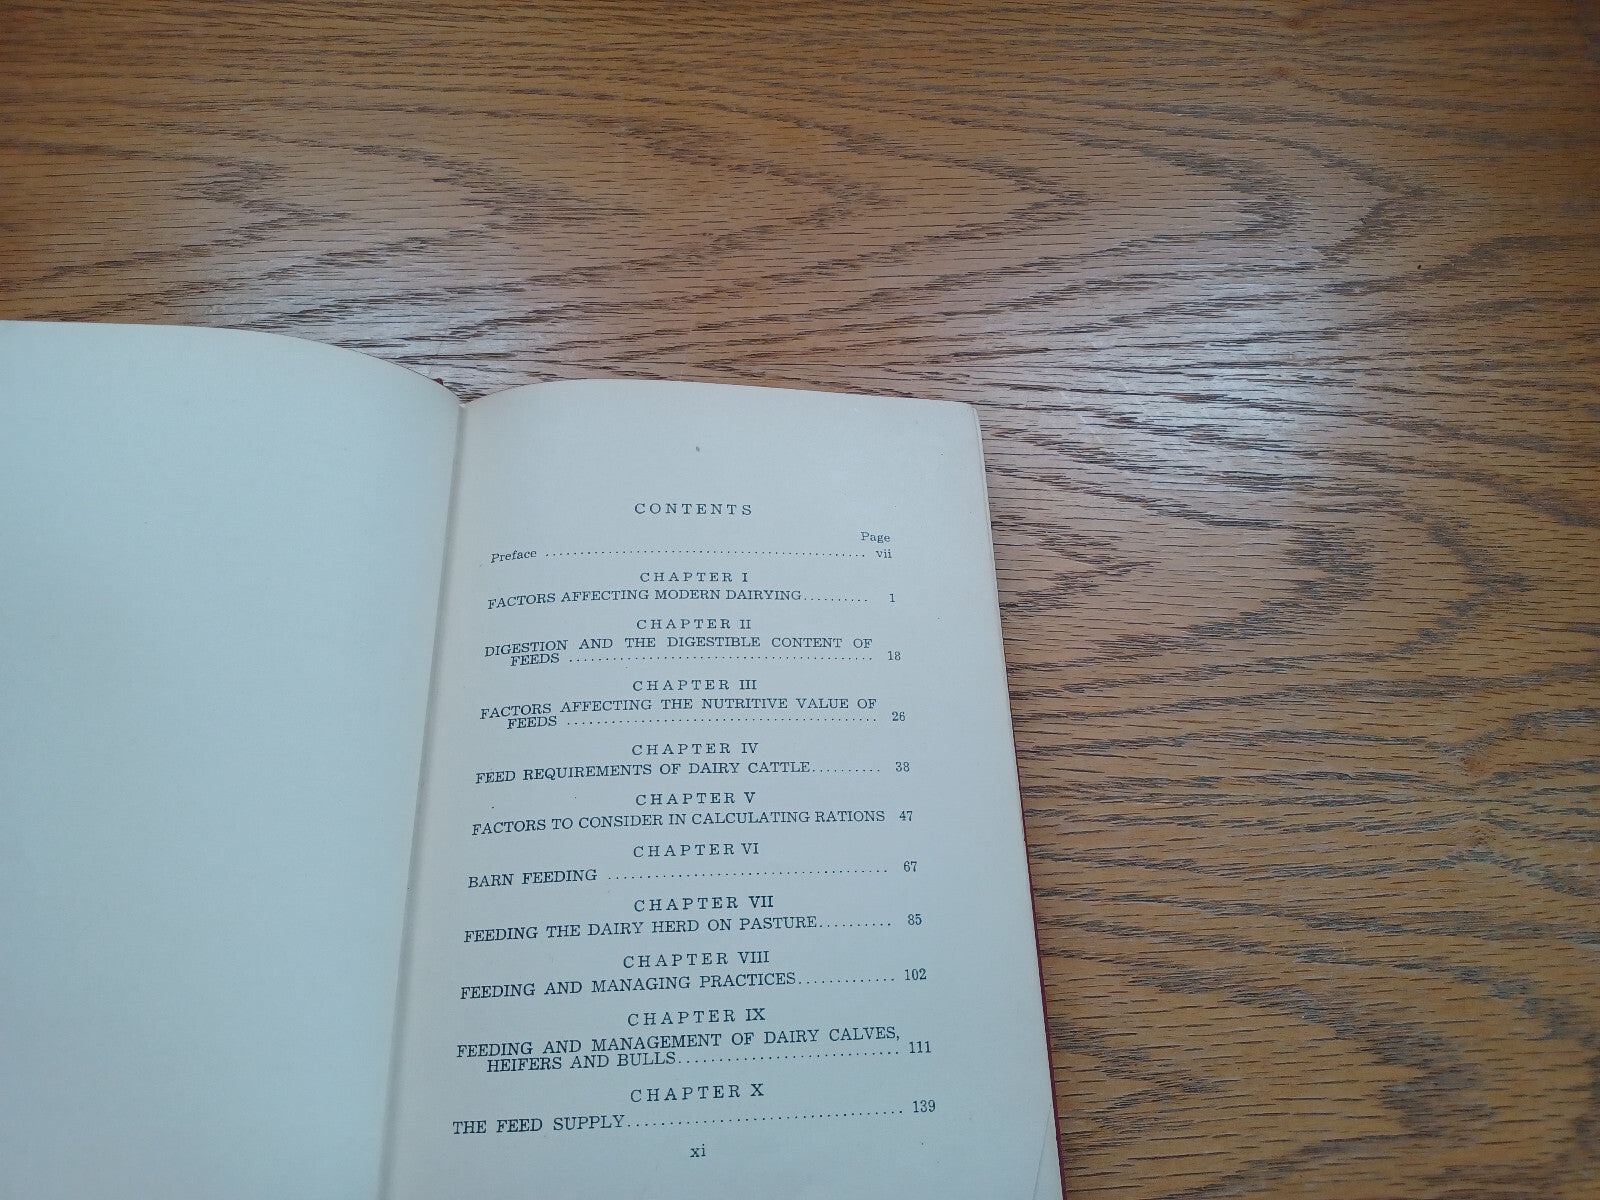 CONTENTS
Page
Preface ................................................ vii
CHAPTER I
FACTORS AFFECTING MODERN DAIRYING.......... 1
CHAPTER II
DIGESTION AND THE DIGESTIBLE CONTENT OF
FEEDS ........................................... 18
CHAPTER III
FACTORS AFFECTING THE NUTRITIVE VALUE OF
FEEDS ........................................... 26
CHAPTER IV
FEED REQUIREMENTS OF DAIRY CATTLE.......... 38
CHAPTER V
FACTORS TO CONSIDER IN CALCULATING RATIONS 47
CHAPTER VI
BARN FEEDING .................................... 67
CHAPTER VII
FEEDING THE DAIRY HERD ON PASTURE.......... 85
CHAPTER VIII
FEEDING AND MANAGING PRACTICES............ 102
CHAPTER IX
FEEDING AND MANAGEMENT OF DAIRY CALVES,
HEIFERS AND BULLS........................... 111
CHAPTER X
THE FEED SUPPLY................................... 139
xi